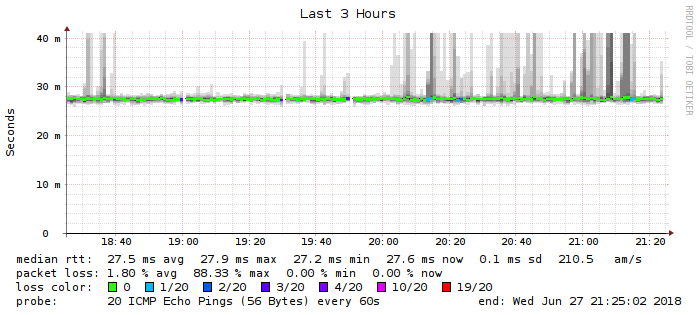 Last 3 Hours
RRDTOOL / TOBI OETIKER
Seconds
40 m
30 m
20 m
10 m
0
18:40 19:00 19:20 19:40 20:00 20:20 20:40 21:00 21:20
median rtt: 27.5 ms avg 27.9 ms max 27.2 ms min 27.6 ms now 0.1 ms sd 210.5 am/s
packet loss: 1.80 % avg 88.33 % max 0.00 % min 0.00 % now
loss color: 0 1/20 2/20 3/20 4/20 10/20 19/20
probe: 20 ICMP Echo Pings (56 Bytes) every 60s end: Wed Jun 27 21:25:02 2018